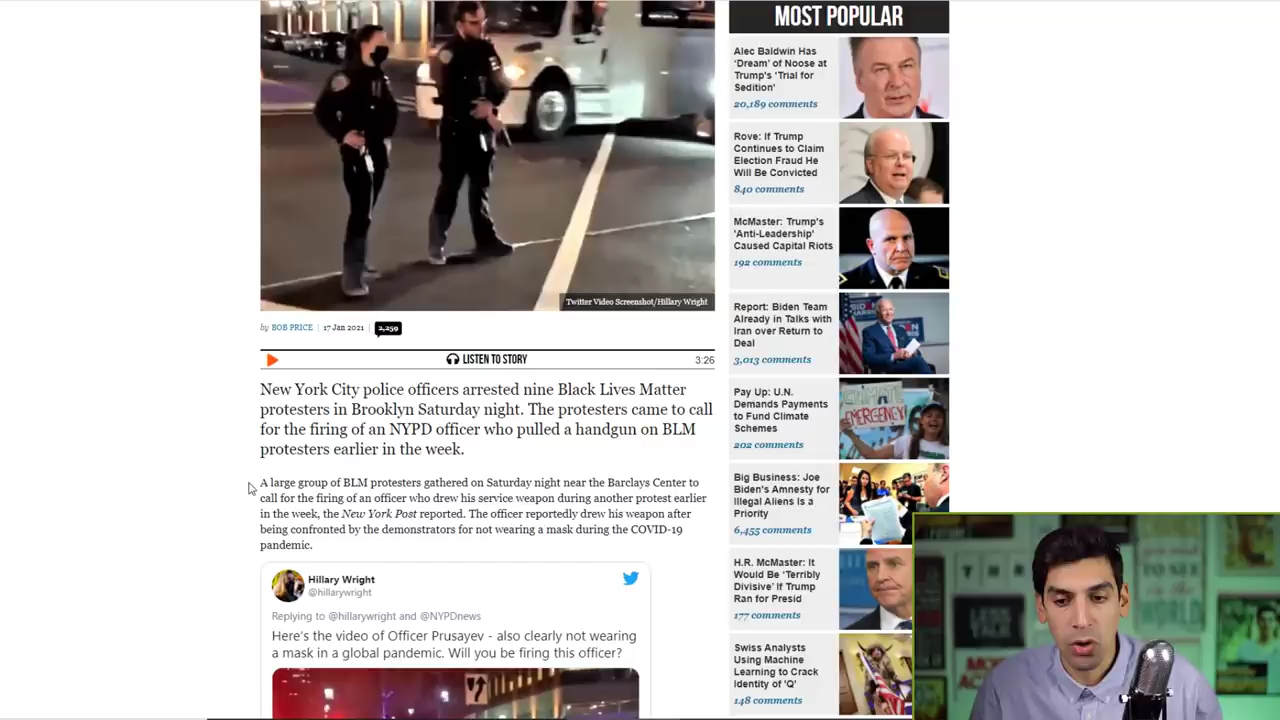 Twitter Video Screenshot/Hillary Wright
by BOB PRICE | 17 Jan 2021 | 2,259
LISTEN TO STORY
3:26
New York City police officers arrested nine Black Lives Matter
protesters in Brooklyn Saturday night. The protesters came to call
for the firing of an NYPD officer who pulled a handgun on BLM
protesters earlier in the week.
A large group of BLM protesters gathered on Saturday night near the Barclays Center to
call for the firing of an officer who drew his service weapon during another protest earlier
in the week, the New York Post reported. The officer reportedly drew his weapon after
being confronted by the demonstrators for not wearing a mask during the COVID-19
pandemic.
Hillary Wright
@hillarywright
Replying to @hillarywright and @NYPDnews
Here's the video of Officer Prusayev - also clearly not wearing
a mask in a global pandemic. Will you be firing this officer?
MOST POPULAR
Alec Baldwin Has
‘Dream’ of Noose at
Trump's 'Trial for
Sedition'
20,189 comments
Rove: If Trump
Continues to Claim
Election Fraud He
Will Be Convicted
840 comments
McMaster: Trump's
'Anti-Leadership'
Caused Capital Riots
192 comments
Report: Biden Team
Already in Talks with
Iran over Return to
Deal
3,013 comments
Pay Up: U.N.
Demands Payments
to Fund Climate
Schemes
202 comments
CLIMATE
EMERGENCY!
Big Business: Joe
Biden's Amnesty for
Illegal Aliens Is a
Priority
6,455 comments
H.R. McMaster: It
Would Be ‘Terribly
Divisive’ if Trump
Ran for Presid
177 comments
Swiss Analysts
Using Machine
Learning to Crack
Identity of 'Q'
148 comments